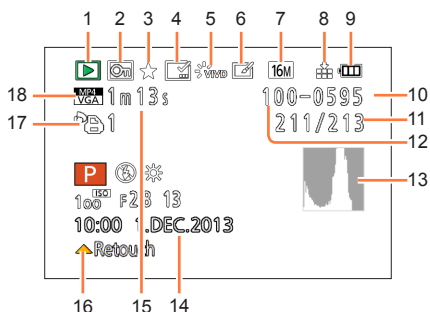 1 2 3 4 5 6 7 8 9
On VIVID 16M
18 MP4 VGA 1m13s 100-0595 10
17 1 211/213 11
12
13
P
ISO 100 F2.8 13
10:00 1.DEC.2013
Retouch
16 15 14